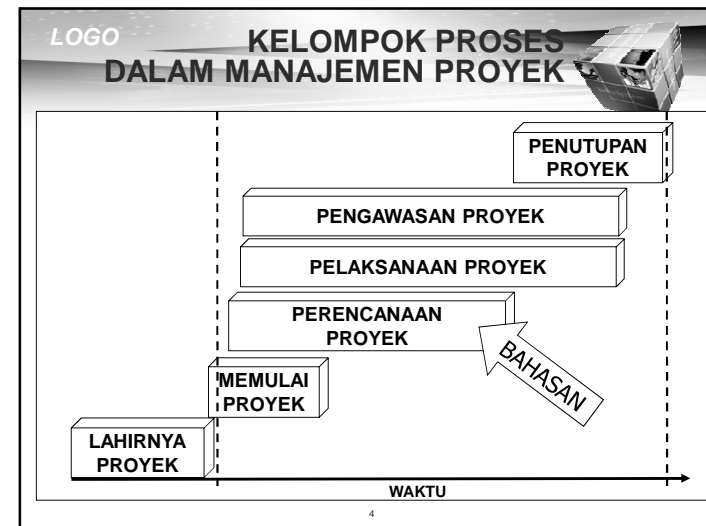 LOGO
KELOMPOK PROSES
DALAM MANAJEMEN PROYEK
PENUTUPAN
PROYEK
PENGAWASAN PROYEK
PELAKSANAAN PROYEK
PERENCANAAN
PROYEK
BAHASAN
MEMULAI
PROYEK
LAHIRNYA
PROYEK
WAKTU
4